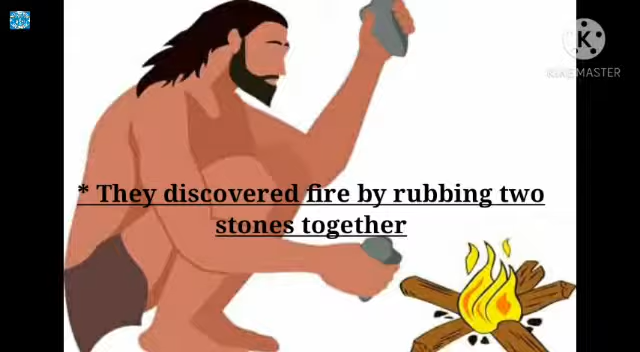 * They discovered fire by rubbing two
stones together
K
KINEMASTER